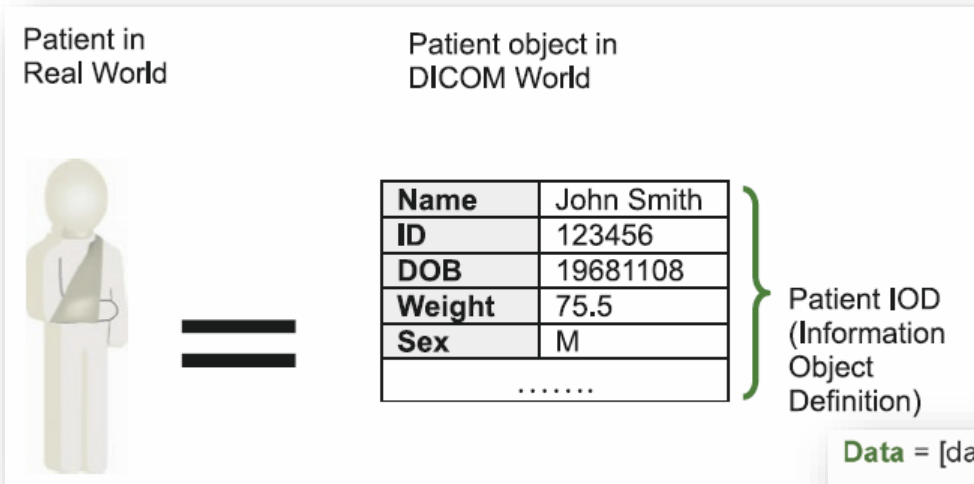 Patient in
Real World
Patient object in
DICOM World
Name John Smith
ID 123456
DOB 19681108
Weight 75.5
Sex M
.......
Patient IOD
(Information
Object
Definition)
Data = [da